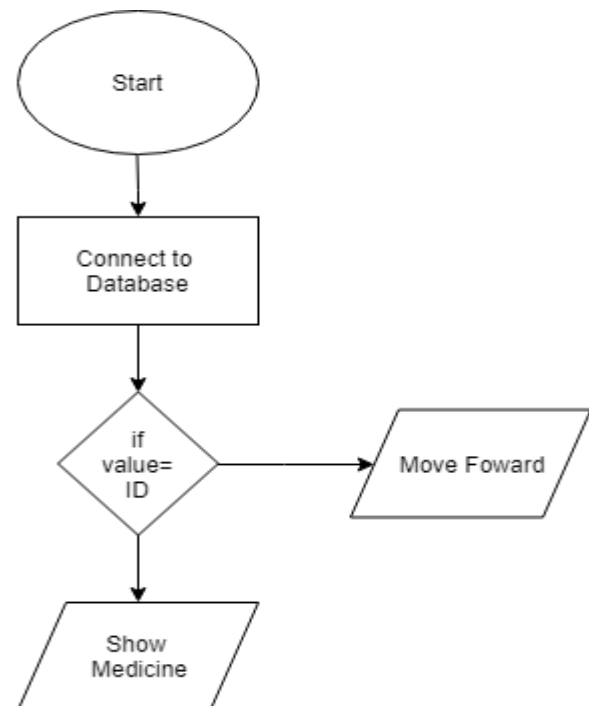 Start
Connect to
Database
if
value=
ID
Move Foward
Show
Medicine